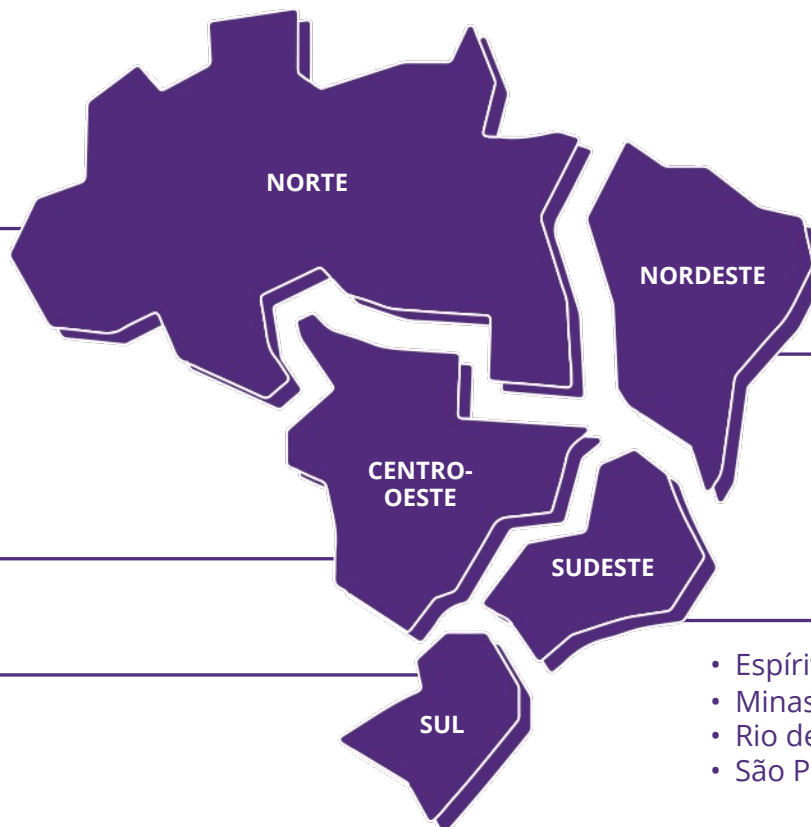 NORTE
NORDESTE
CENTRO-
OESTE
SUDESTE
SUL
• Espíri
• Minas
• Rio de
• São P